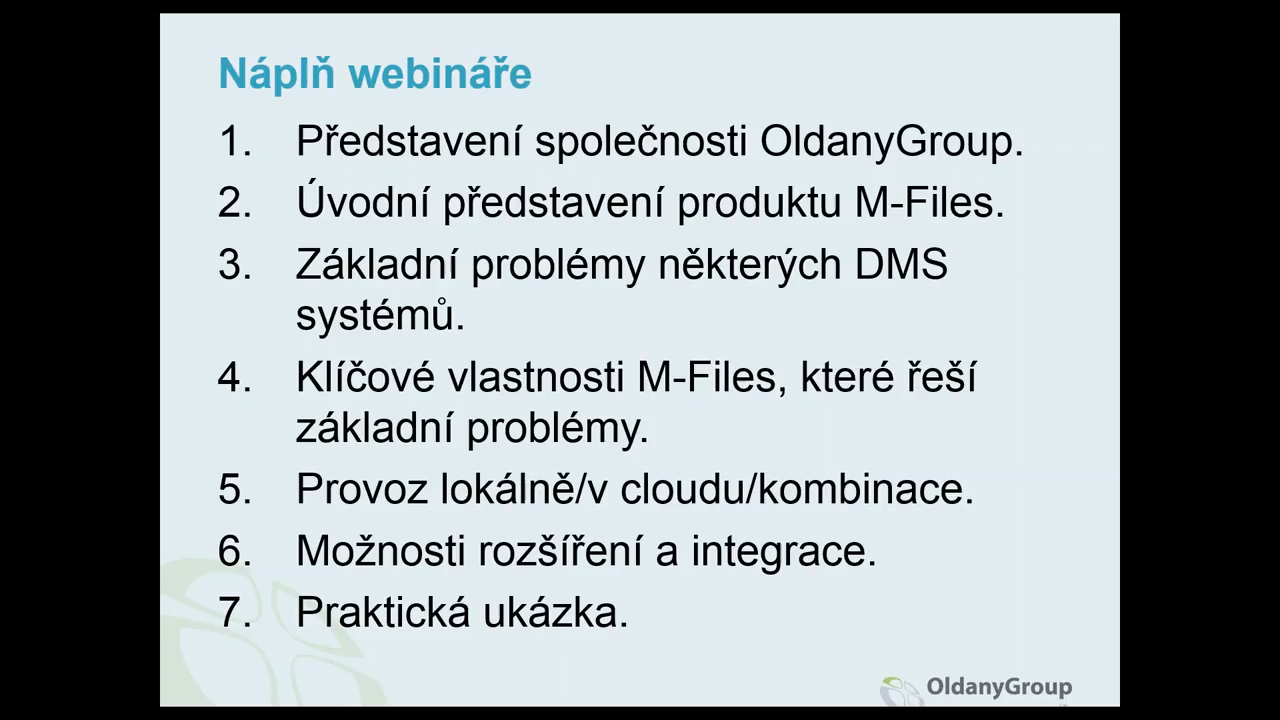 Náplň webináře
1. Představení společnosti OldanyGroup.
2. Úvodní představení produktu M-Files.
3. Základní problémy některých DMS
systémů.
4. Klíčové vlastnosti M-Files, které řeší
základní problémy.
5. Provoz lokálně/v cloudu/kombinace.
6. Možnosti rozšíření a integrace.
7. Praktická ukázka.
OldanyGroup